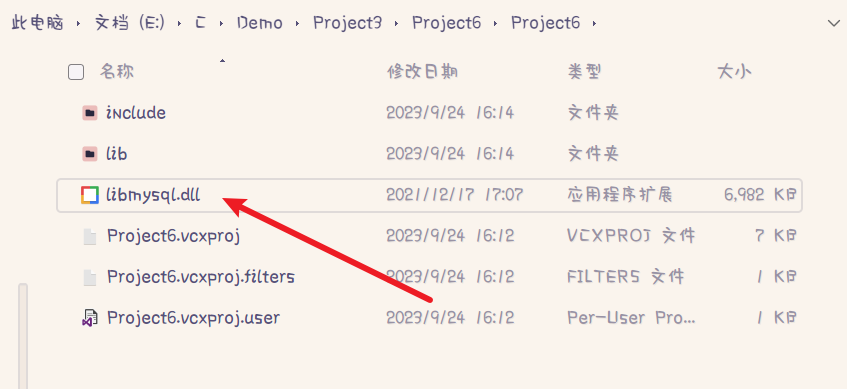 此电脑 › 文档 (E:) › C › Demo › Project3 › Project6 › Project6 ›
名称 修改日期 类型 大小
include 2023/9/24 16:14 文件夹
lib 2023/9/24 16:14 文件夹
libmysql.dll 2021/12/17 17:07 应用程序扩展 6,982 KB
Project6.vcxproj 2023/9/24 16:12 VCXPROJ 文件 7 KB
Project6.vcxproj.filters 2023/9/24 16:12 FILTERS 文件 1 KB
Project6.vcxproj.user 2023/9/24 16:12 Per-User Pro... 1 KB